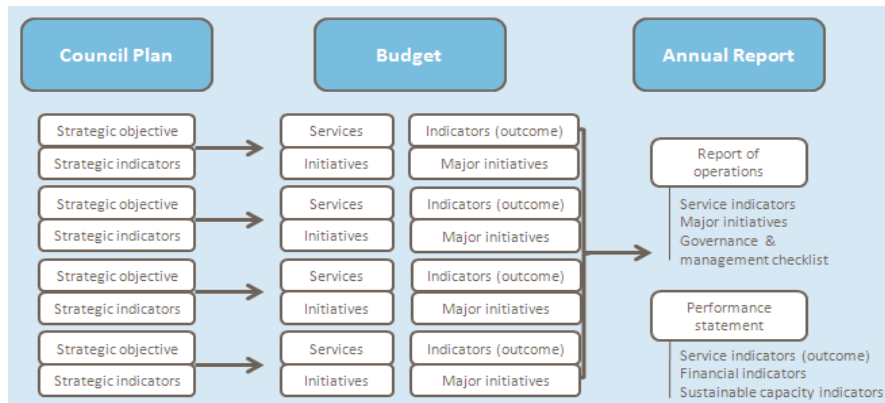 Council Plan
Budget
Annual Report
Strategic objective
Strategic indicators
Services
Initiatives
Indicators (outcome)
Major initiatives
Strategic objective
Strategic indicators
Services
Initiatives
Indicators (outcome)
Major initiatives
Strategic objective
Strategic indicators
Services
Initiatives
Indicators (outcome)
Major initiatives
Strategic objective
Strategic indicators
Services
Initiatives
Indicators (outcome)
Major initiatives
Report of
operations
Service indicators
Major initiatives
Governance &
management checklist
Performance
statement
Service indicators (outcome)
Financial indicators
Sustainable capacity indicators